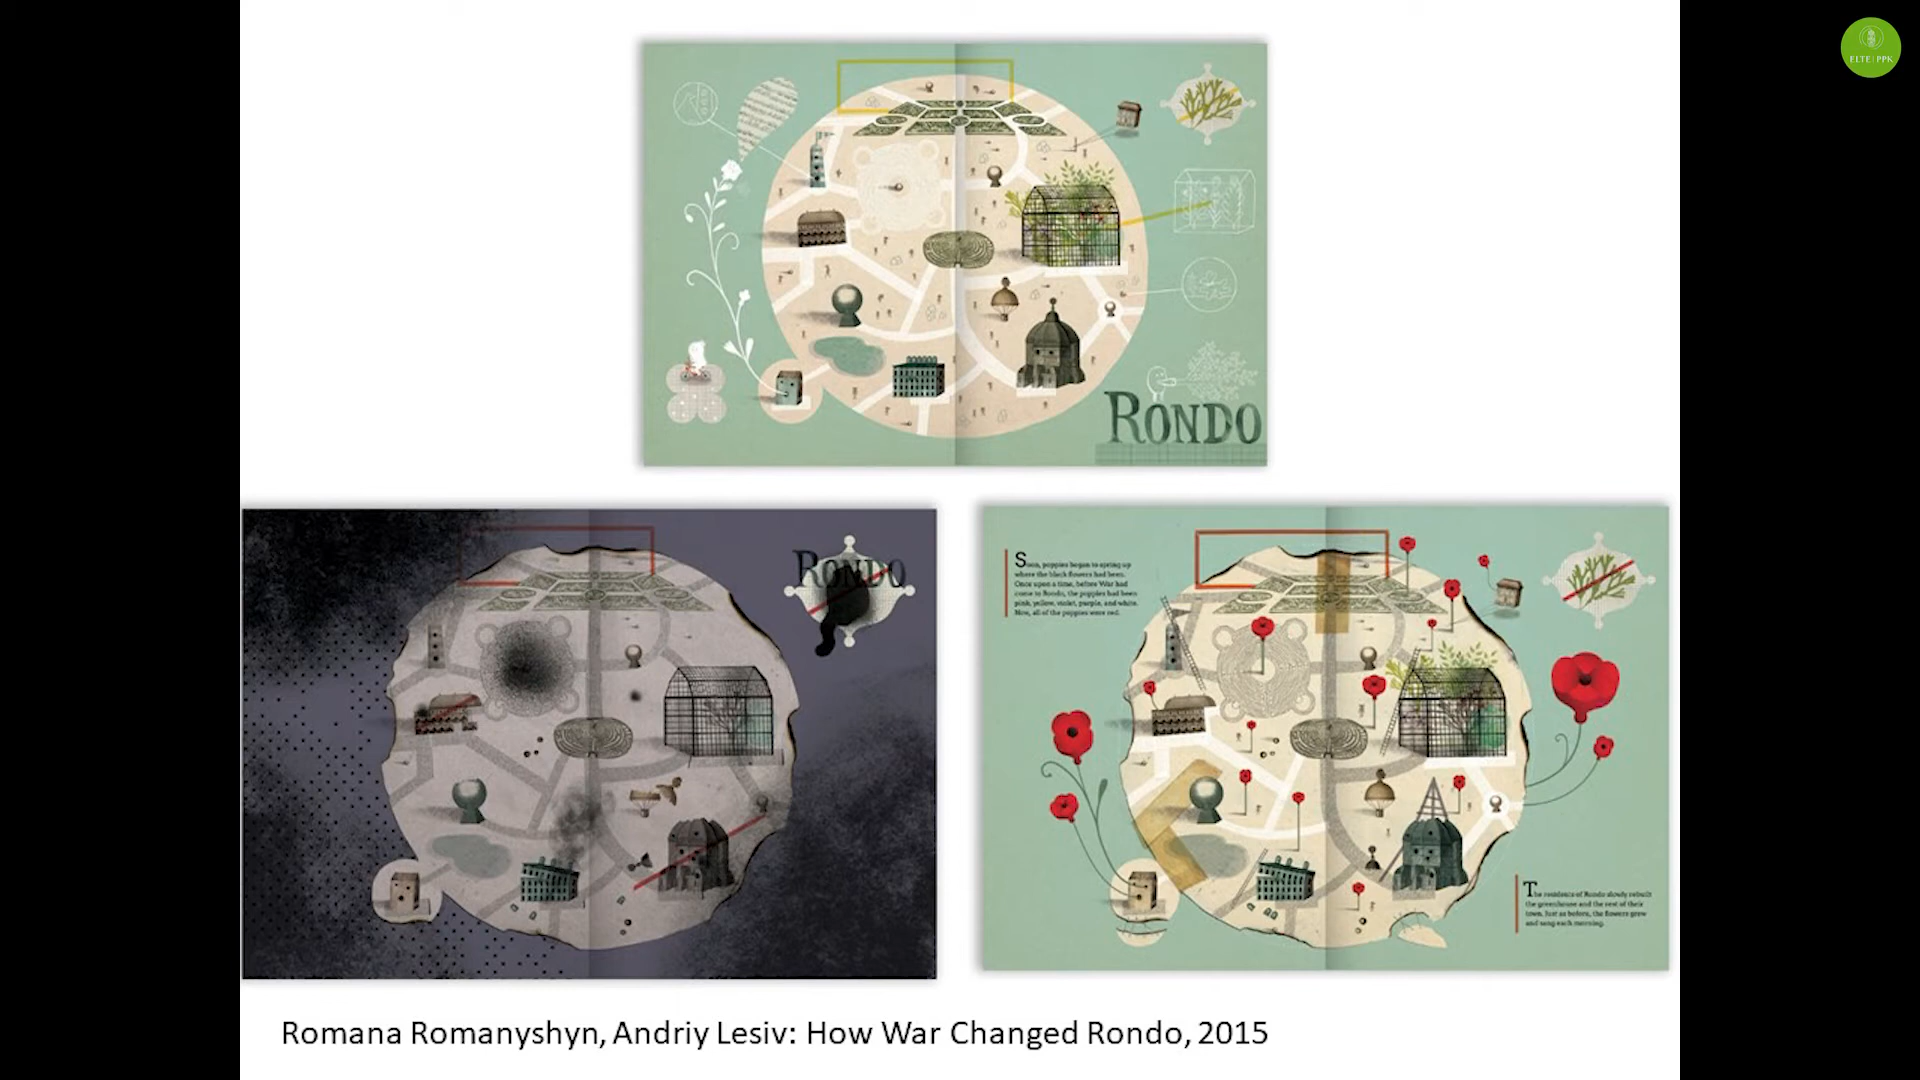 ELTE | PPK
RONDO
RONDO
Soon, poppies began to spring up
where the black flowers had been.
Once upon a time, before War had
come to Rondo, the poppies had been
pink, yellow, violet, purple, and white.
Now, all of the poppies were red.
The residents of Rondo slowly rebuilt
the greenhouse and the rest of their
town. Just as before, the flowers grew
and sang each morning.
Romana Romanyshyn, Andriy Lesiv: How War Changed Rondo, 2015